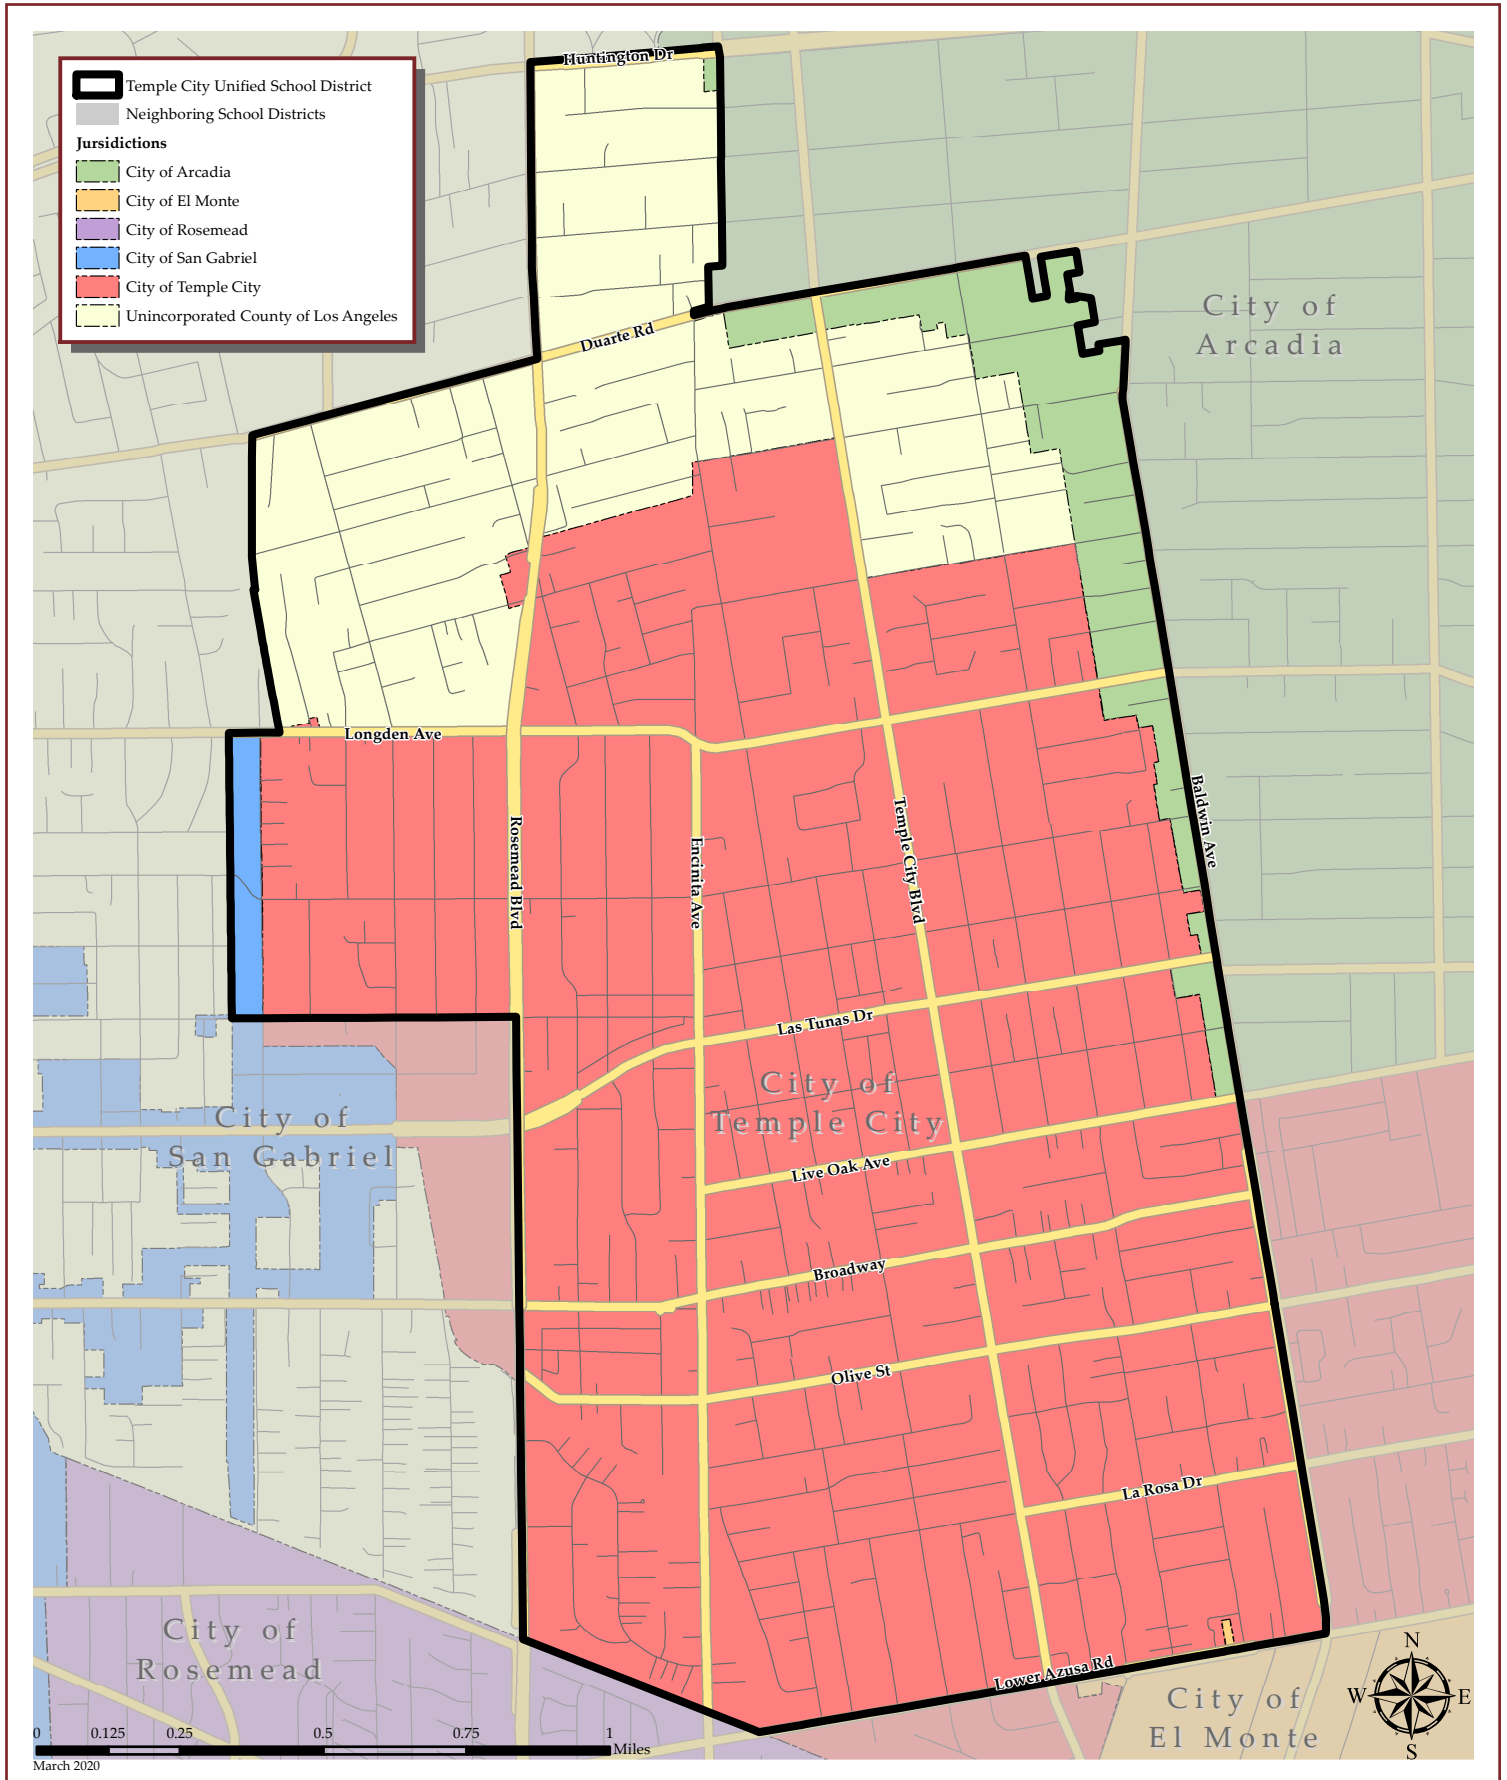 Huntington Dr
Temple City Unified School District
Neighboring School Districts
Jursidictions
City of Arcadia
City of El Monte
City of Rosemead
City of San Gabriel
City of Temple City
Unincorporated County of Los Angeles
Duarte Rd
City of
Arcadia
Longden Ave
Rosemead Blvd
Encinita Ave
Temple City Blvd
Baldwin Ave
Las Tunas Dr
City of
Temple City
City of
San Gabriel
Live Oak Ave
Broadway
Olive St
La Rosa Dr
City of
Rosemead
Lower Azusa Rd
City of
El Monte
N
W E
S
0 0.125 0.25 0.5 0.75 1
Miles
March 2020